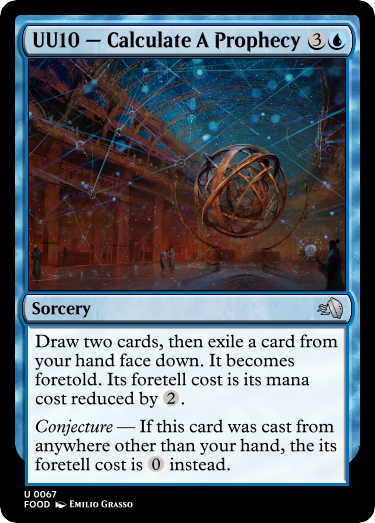 UU10 — Calculate A Prophecy 3
Sorcery
Draw two cards, then exile a card from
your hand face down. It becomes
foretold. Its foretell cost is its mana
cost reduced by 2.
Conjecture — If this card was cast from
anywhere other than your hand, the its
foretell cost is 0 instead.
U 0067
FOOD Emilio Grasso